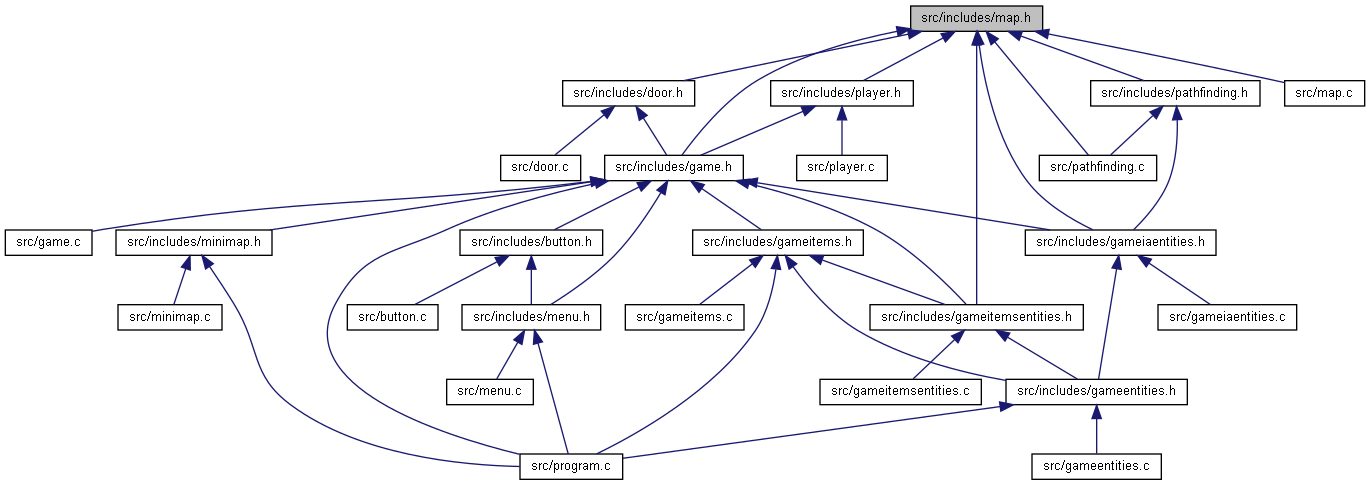 src/includes/map.h
src/includes/door.h
src/includes/player.h
src/includes/pathfinding.h
src/map.c
src/door.c
src/includes/game.h
src/player.c
src/pathfinding.c
src/game.c
src/includes/minimap.h
src/includes/button.h
src/includes/gameitems.h
src/includes/gameiaentities.h
src/minimap.c
src/button.c
src/includes/menu.h
src/gameitems.c
src/includes/gameitemsentities.h
src/gameiaentities.c
src/menu.c
src/gameitemsentities.c
src/includes/gameentities.h
src/program.c
src/gameentities.c